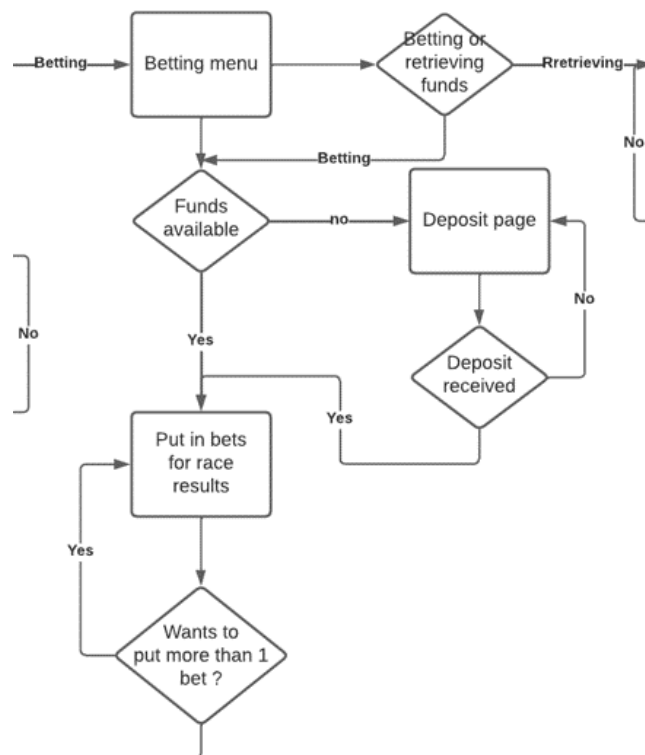 Betting
Betting menu
Betting or
retrieving
funds
Rretrieving
No
Betting
Funds
available
no
Deposit page
No
No
Yes
Deposit
received
Yes
Put in bets
for race
results
Yes
Wants to
put more than 1
bet ?